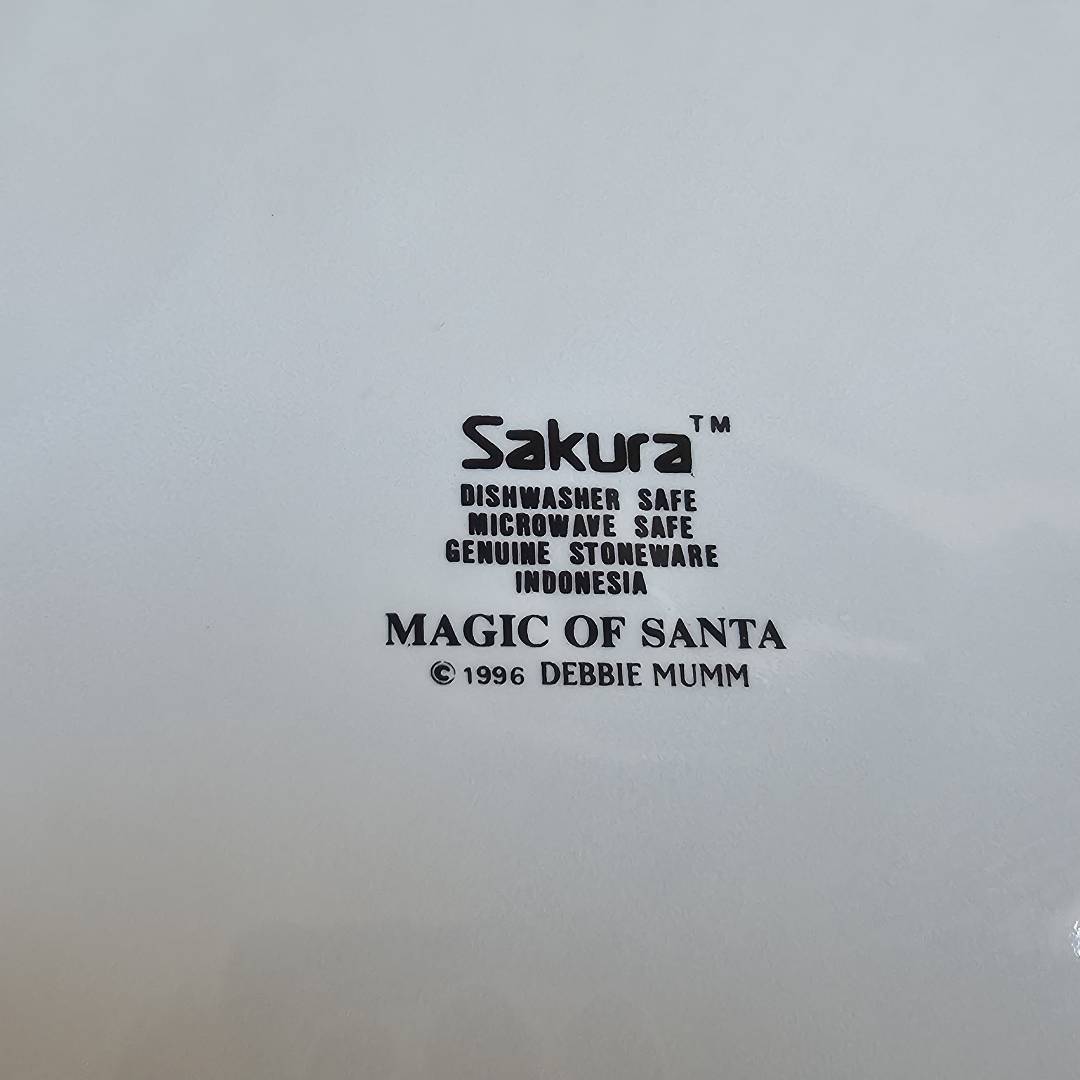 Sakura™
DISHWASHER SAFE
MICROWAVE SAFE
GENUINE STONEWARE
INDONESIA
MAGIC OF SANTA
© 1996 DEBBIE MUMM